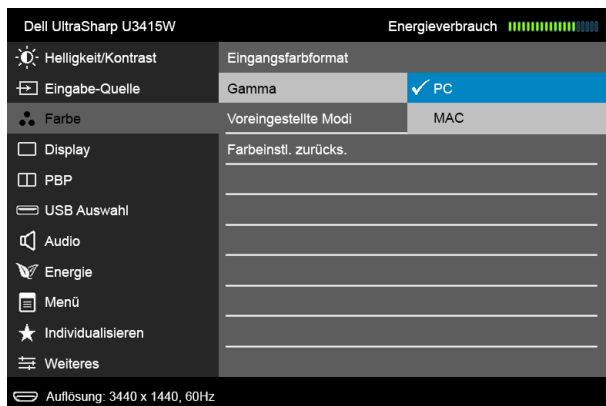 Dell UltraSharp U3415W
Energieverbrauch
Helligkeit/Kontrast
Eingabe-Quelle
Farbe
Display
PBP
USB Auswahl
Audio
Energie
Menü
Individualisieren
Weiteres
Eingangsfarbformat
Gamma
Voreingestellte Modi
Farbeinstl. zurücks.
PC
MAC
Auflösung: 3440 x 1440, 60Hz